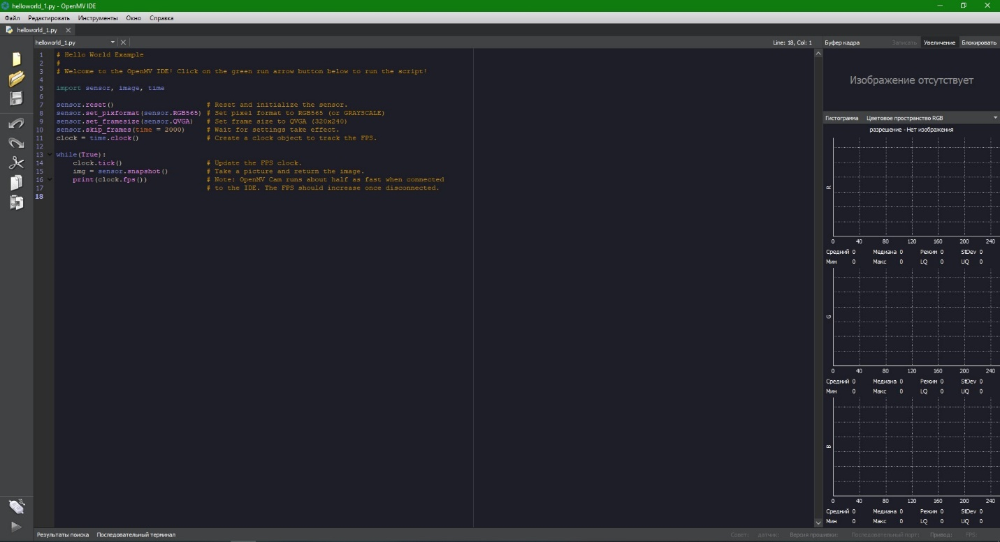 helloworld_1.py - OpenMV IDE
Файл Редактировать Инструменты Окно Справка
helloworld_1.py
helloworld_1.py Line: 18, Col: 1 Буфер кадра Записать Увеличение Блокировать
1 # Hello World Example
2 #
3 # Welcome to the OpenMV IDE! Click on the green run arrow button below to run the script!
4
5 import sensor, image, time
6
7 sensor.reset() # Reset and initialize the sensor.
8 sensor.set_pixformat(sensor.RGB565) # Set pixel format to RGB565 (or GRAYSCALE)
9 sensor.set_framesize(sensor.QVGA) # Set frame size to QVGA (320x240)
10 sensor.skip_frames(time = 2000) # Wait for settings take effect.
11 clock = time.clock() # Create a clock object to track the FPS.
12
13 while(True):
14 clock.tick() # Update the FPS clock.
15 img = sensor.snapshot() # Take a picture and return the image.
16 print(clock.fps()) # Note: OpenMV Cam runs about half as fast when connected
17 # to the IDE. The FPS should increase once disconnected.
18
Изображение отсутствует
Гистограмма Цветовое пространство RGB
разрешение - Нет изображения
R
0 40 80 120 160 200 240
Средний 0 Медиана 0 Режим 0 StDev 0
Мин 0 Макс 0 LQ 0 UQ 0
G
0 40 80 120 160 200 240
Средний 0 Медиана 0 Режим 0 StDev 0
Мин 0 Макс 0 LQ 0 UQ 0
B
0 40 80 120 160 200 240
Средний 0 Медиана 0 Режим 0 StDev 0
Мин 0 Макс 0 LQ 0 UQ 0
Результаты поиска Последовательный терминал Совет: датчик: Версия прошивки: Последовательный порт: Привод: FPS: